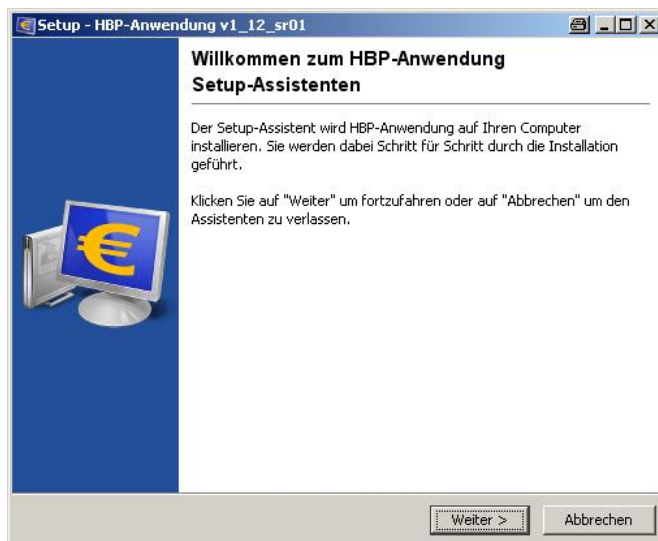 Setup - HBP-Anwendung v1_12_sr01
Willkommen zum HBP-Anwendung
Setup-Assistenten
Der Setup-Assistent wird HBP-Anwendung auf Ihren Computer
installieren. Sie werden dabei Schritt für Schritt durch die Installation
geführt.
Klicken Sie auf "Weiter" um fortzufahren oder auf "Abbrechen" um den
Assistenten zu verlassen.
€
Weiter >
Abbrechen